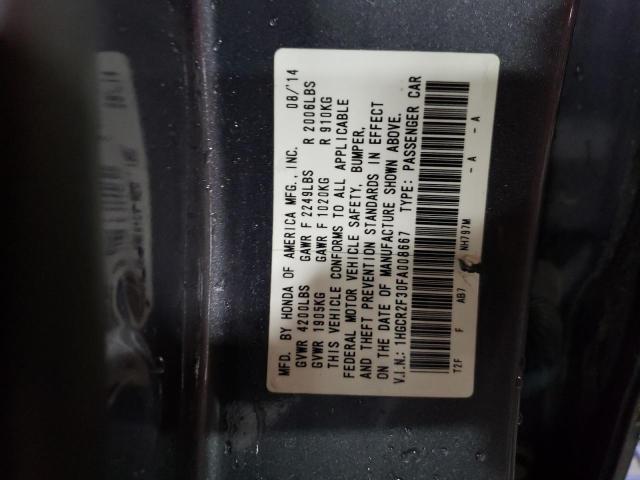 MFD. BY HONDA OF AMERICA MFG., INC. 08/'14
GVWR 4200LBS GAWR F 2249LBS R 2006LBS
GVWR 1905KG GAWR F 1020KG R 910KG
THIS VEHICLE CONFORMS TO ALL APPLICABLE
FEDERAL MOTOR VEHICLE SAFETY, BUMPER,
AND THEFT PREVENTION STANDARDS IN EFFECT
ON THE DATE OF MANUFACTURE SHOWN ABOVE.
V.I.N.: 1HGCR2F30FA008667 TYPE: PASSENGER CAR
T2F F AB7 NH797M -A -A